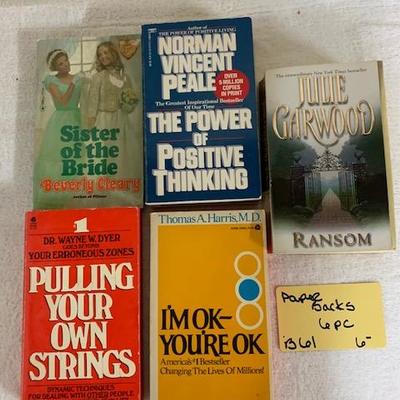 Sister
of the
Bride
Beverly Cleary
Author of
THE POWER OF POSITIVE LIVING
NORMAN
VINCENT
PEALE
OVER
5 MILLION
COPIES
IN PRINT
The Greatest Inspirational Bestseller
Of Our Time
THE POWER
OF
POSITIVE
THINKING
The extraordinary New York Times bestseller
JULIE
GARWOOD
RANSOM
1
DR. WAYNE W. DYER
GOES BEYOND
YOUR ERRONEOUS ZONES
PULLING
YOUR OWN
STRINGS
DYNAMIC TECHNIQUES
FOR DEALING WITH OTHER PEOPLE
Thomas A. Harris, M.D.
I'M OK—
YOU'RE OK
America's #1 Bestseller
Changing The Lives Of Millions!
Paper
backs
6pc
B61 6-